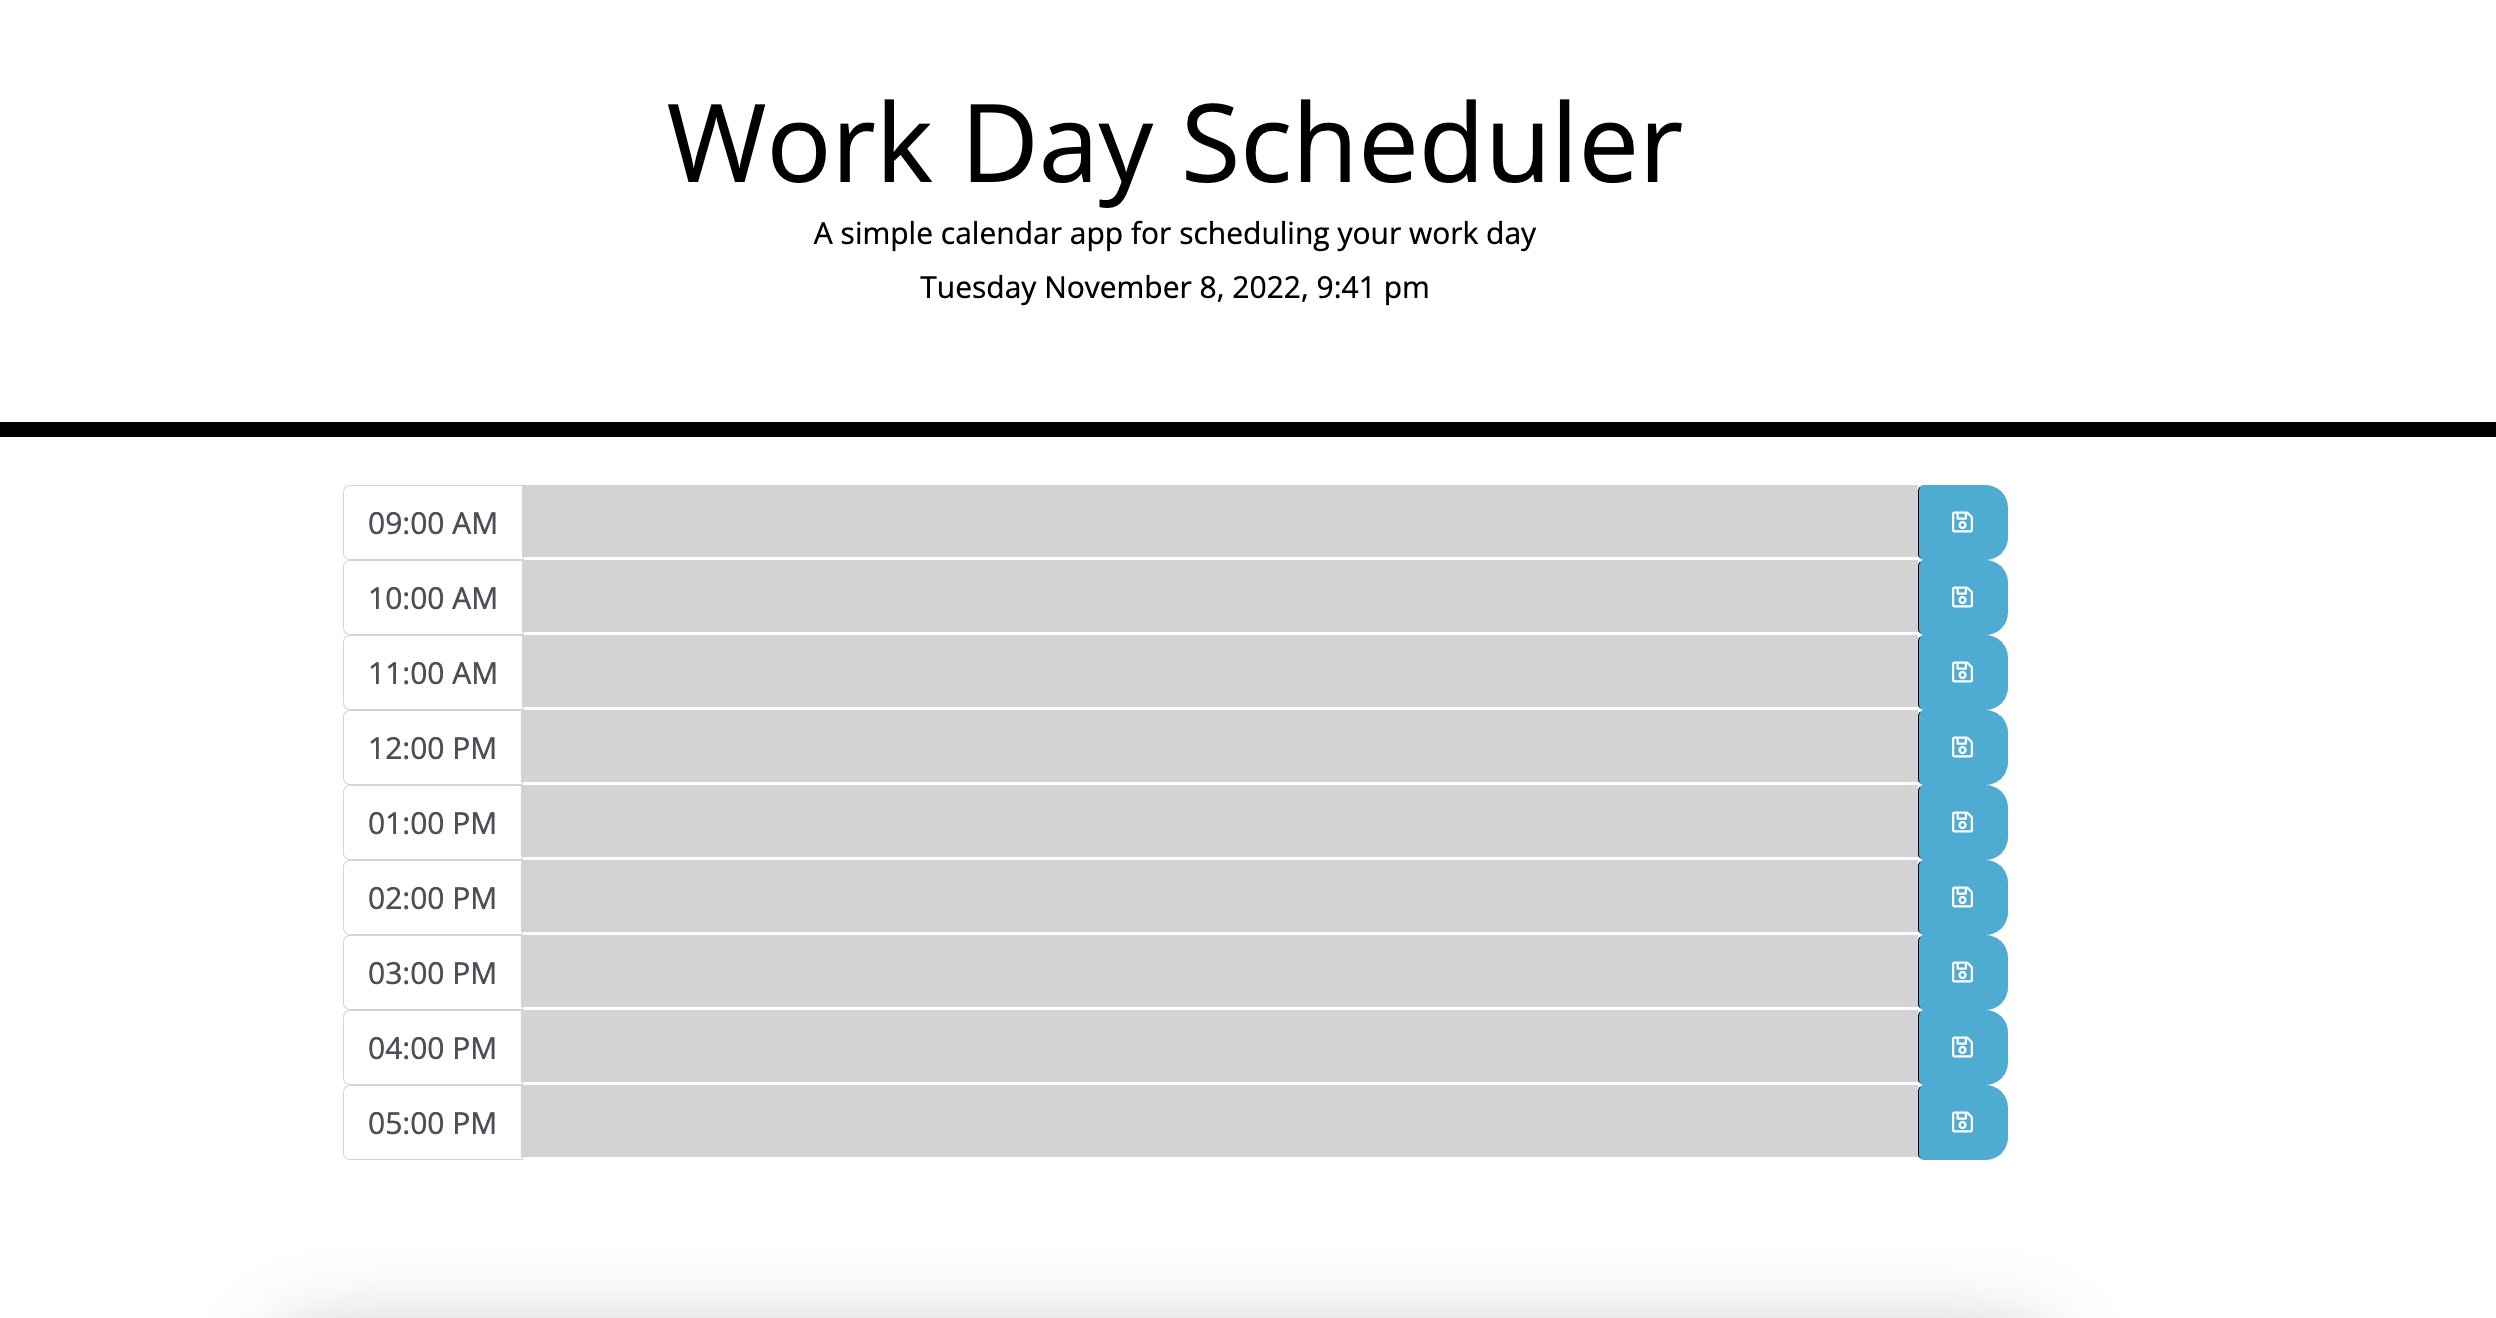 Work Day Scheduler
A simple calendar app for scheduling your work day
Tuesday November 8, 2022, 9:41 pm
09:00 AM
10:00 AM
11:00 AM
12:00 PM
01:00 PM
02:00 PM
03:00 PM
04:00 PM
05:00 PM